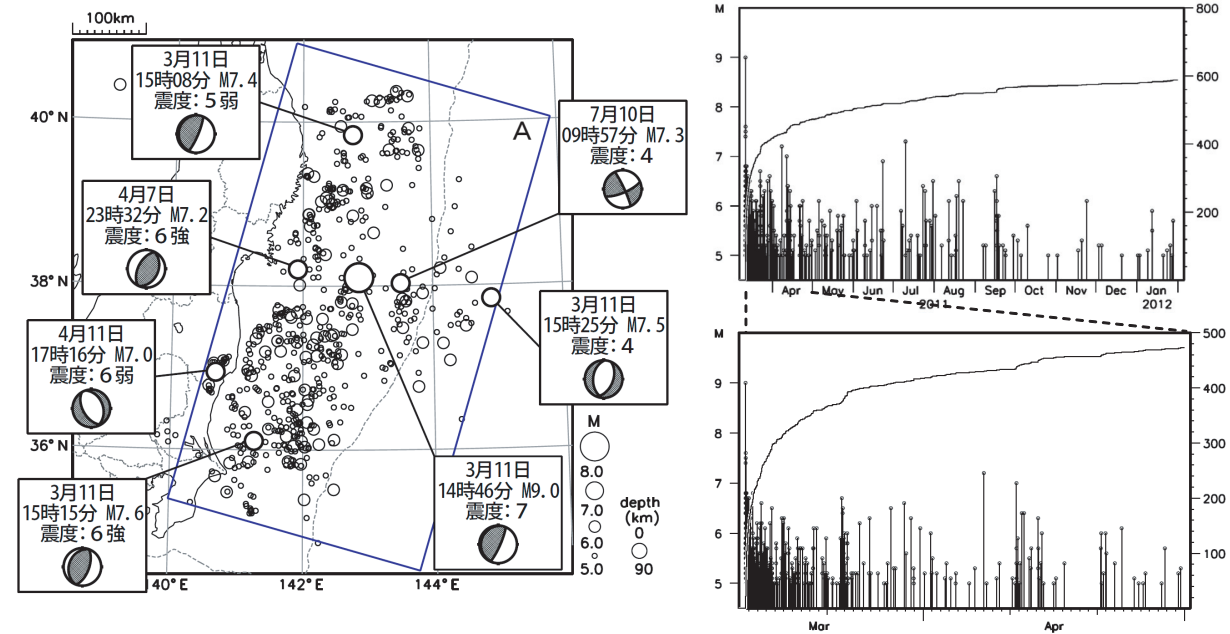 100km
3月11日
15時08分 M7.4
震度:5弱
4月7日
23時32分 M7.2
震度:6強
4月11日
17時16分 M7.0
震度:6弱
3月11日
15時15分 M7.6
震度:6強
7月10日
09時57分 M7.3
震度:4
3月11日
15時25分 M7.5
震度:4
3月11日
14時46分 M9.0
震度:7
A
40°N
38°N
36°N
140°E
142°E
144°E
M
8.0
7.0
6.0
5.0
depth
(km)
0
90
M
9
8
7
6
5
800
600
400
200
Apr
May
Jun
Jul
Aug
Sep
Oct
Nov
Dec
Jan
2011
2012
M
9
8
7
6
5
500
400
300
200
100
Mar
Apr